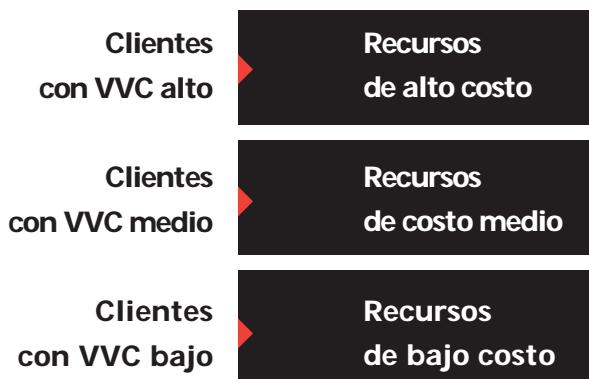 Clientes
con VVC alto
Recursos
de alto costo
Clientes
con VVC medio
Recursos
de costo medio
Clientes
con VVC bajo
Recursos
de bajo costo